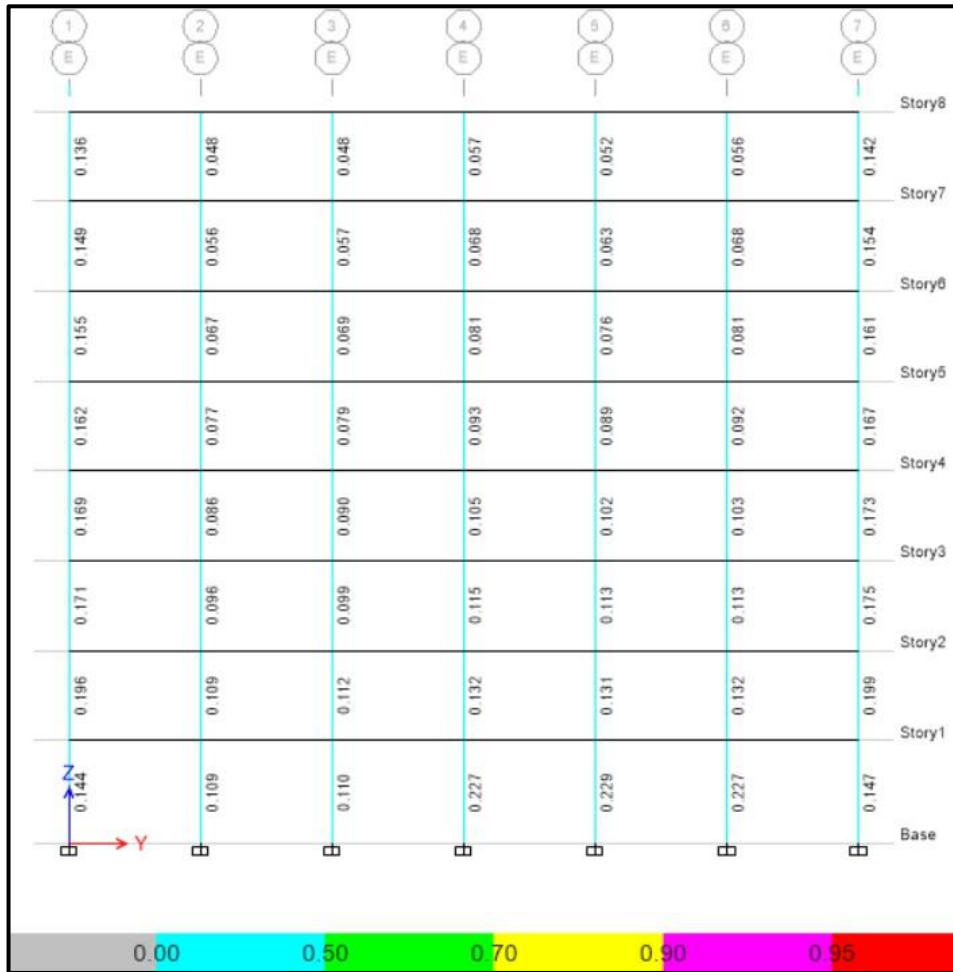 1 2 3 4 5 6 7
E E E E E E E
Story8
0.136 0.048 0.048 0.057 0.052 0.056 0.142
Story7
0.149 0.056 0.057 0.068 0.063 0.068 0.154
Story6
0.155 0.067 0.069 0.081 0.076 0.081 0.161
Story5
0.162 0.077 0.079 0.093 0.089 0.092 0.167
Story4
0.169 0.086 0.090 0.105 0.102 0.103 0.173
Story3
0.171 0.096 0.099 0.115 0.113 0.113 0.175
Story2
0.196 0.109 0.112 0.132 0.131 0.132 0.199
Story1
Z
0.144 0.109 0.110 0.227 0.229 0.227 0.147
Y
Base
0.00 0.50 0.70 0.90 0.95